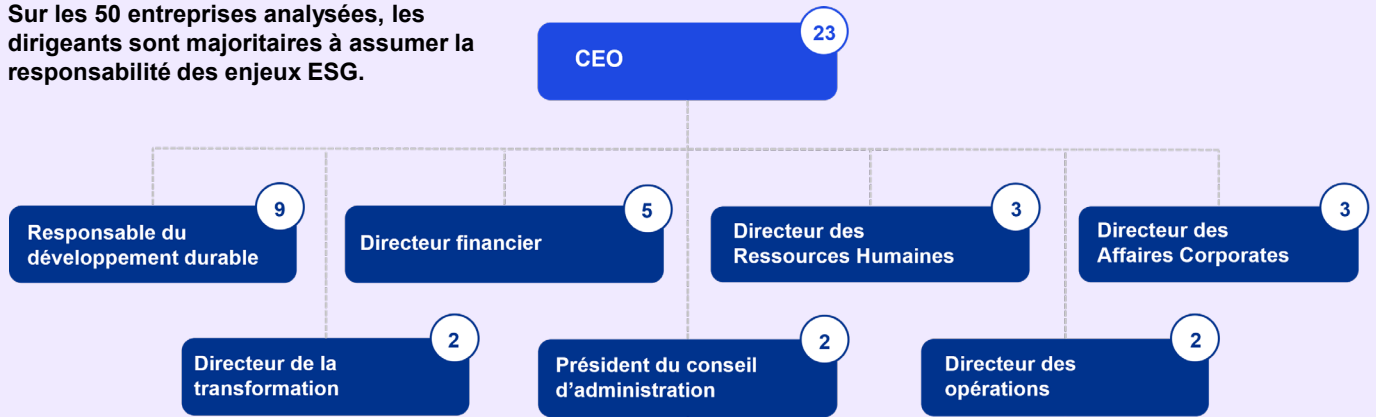 Sur les 50 entreprises analysées, les
dirigeants sont majoritaires à assumer la
responsabilité des enjeux ESG.
CEO
23
Responsable du
développement durable
9
Directeur financier
5
Directeur des
Ressources Humaines
3
Directeur des
Affaires Corporates
3
Directeur de la
transformation
2
Président du conseil
d’administration
2
Directeur des
opérations
2